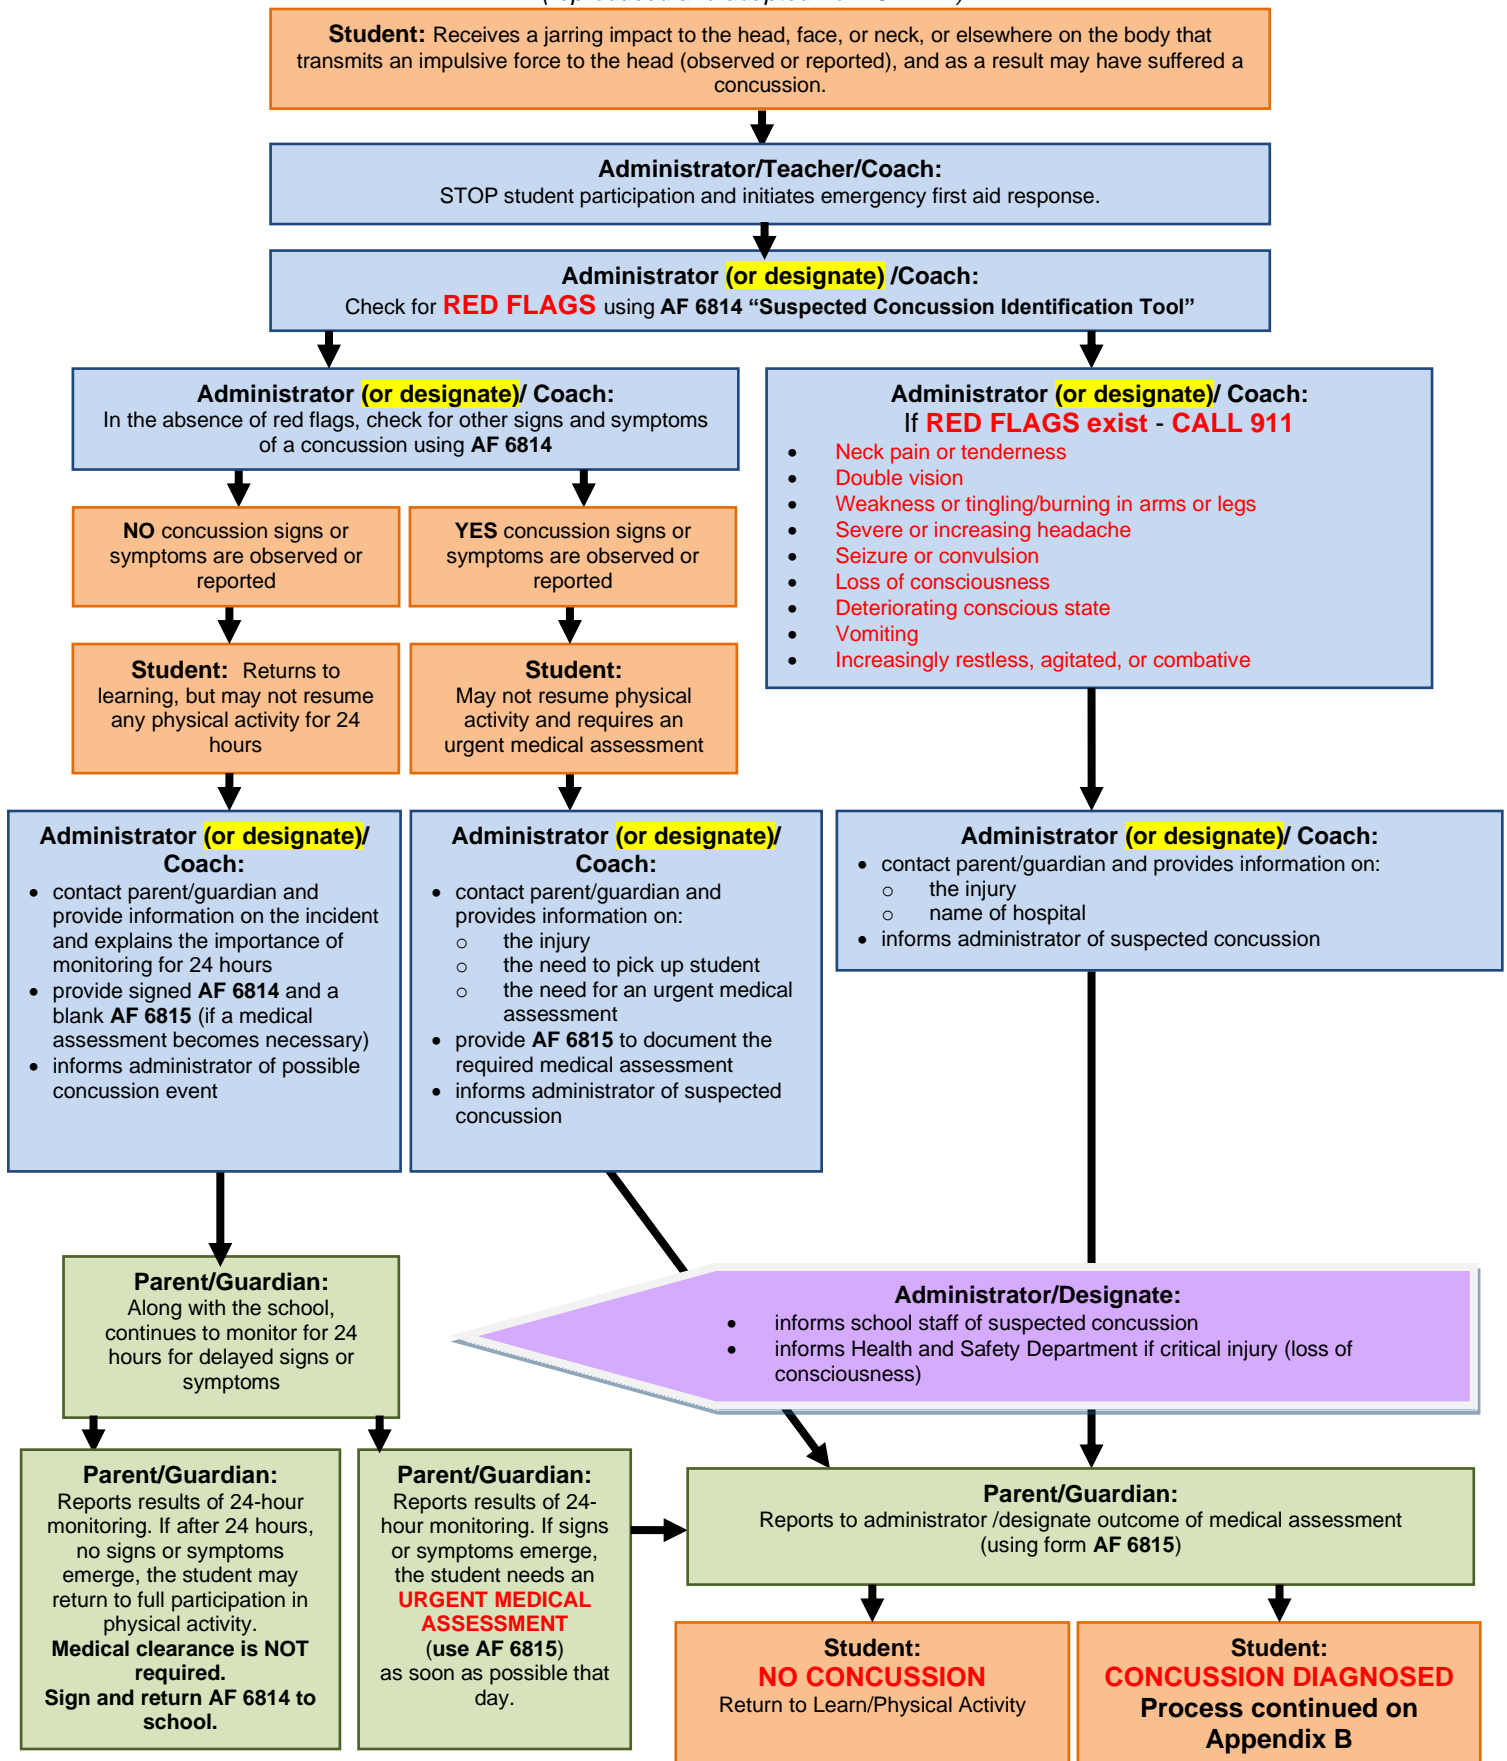 Student: Receives a jarring impact to the head, face, or neck, or elsewhere on the body that
transmits an impulsive force to the head (observed or reported), and as a result may have suffered a
concussion.
Administrator/Teacher/Coach:
STOP student participation and initiates emergency first aid response.
Administrator (or designate) /Coach:
Check for RED FLAGS using AF 6814 “Suspected Concussion Identification Tool”
Administrator (or designate)/ Coach:
In the absence of red flags, check for other signs and symptoms
of a concussion using AF 6814
Administrator (or designate)/ Coach:
If RED FLAGS exist - CALL 911
• Neck pain or tenderness
• Double vision
• Weakness or tingling/burning in arms or legs
• Severe or increasing headache
• Seizure or convulsion
• Loss of consciousness
• Deteriorating conscious state
• Vomiting
• Increasingly restless, agitated, or combative
NO concussion signs or
symptoms are observed or
reported
YES concussion signs or
symptoms are observed or
reported
Student: Returns to
learning, but may not resume
any physical activity for 24
hours
Student:
May not resume physical
activity and requires an
urgent medical assessment
Administrator (or designate)/
Coach:
• contact parent/guardian and
provide information on the incident
and explains the importance of
monitoring for 24 hours
• provide signed AF 6814 and a
blank AF 6815 (if a medical
assessment becomes necessary)
• informs administrator of possible
concussion event
Administrator (or designate)/
Coach:
• contact parent/guardian and
provides information on:
o the injury
o the need to pick up student
o the need for an urgent medical
assessment
• provide AF 6815 to document the
required medical assessment
• informs administrator of suspected
concussion
Administrator (or designate)/ Coach:
• contact parent/guardian and provides information on:
o the injury
o name of hospital
• informs administrator of suspected concussion
Parent/Guardian:
Along with the school,
continues to monitor for 24
hours for delayed signs or
symptoms
Administrator/Designate:
• informs school staff of suspected concussion
• informs Health and Safety Department if critical injury (loss of
consciousness)
Parent/Guardian:
Reports results of 24-hour
monitoring. If after 24 hours,
no signs or symptoms
emerge, the student may
return to full participation in
physical activity.
Medical clearance is NOT
required.
Sign and return AF 6814 to
school.
Parent/Guardian:
Reports results of 24-
hour monitoring. If signs
or symptoms emerge,
the student needs an
URGENT MEDICAL
ASSESSMENT
(use AF 6815)
as soon as possible that
day.
Parent/Guardian:
Reports to administrator /designate outcome of medical assessment
(using form AF 6815)
Student:
NO CONCUSSION
Return to Learn/Physical Activity
Student:
CONCUSSION DIAGNOSED
Process continued on
Appendix B